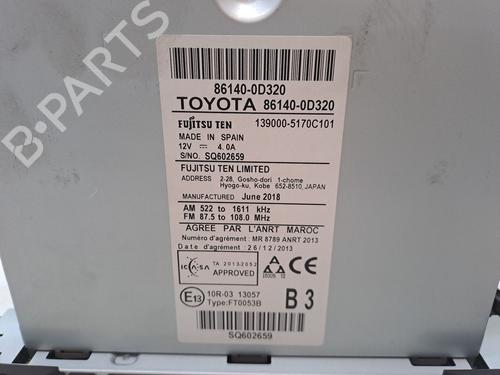 B-PARTS
86140-0D320
TOYOTA 86140-0D320
FUJITSU TEN 139000-5170C101
MADE IN SPAIN
12V 4.0A
S/NO. SQ602659
FUJITSU TEN LIMITED
ADDRESS 2-28, Gosho-dori 1-chome
Hyogo-ku, Kobe 652-8510, JAPAN
MANUFACTURED June 2018
AM 522 to 1611 kHz
FM 87.5 to 108.0 MHz
AGREE PAR L'ANRT MAROC
Numéro d'agrément : MR 8789 ANRT 2013
Date d'agrément : 26/12/2013
ICASA TA 2013/2052
APPROVED
E13 10R-03 13057
Type:FT0053B
B3
SQ602659